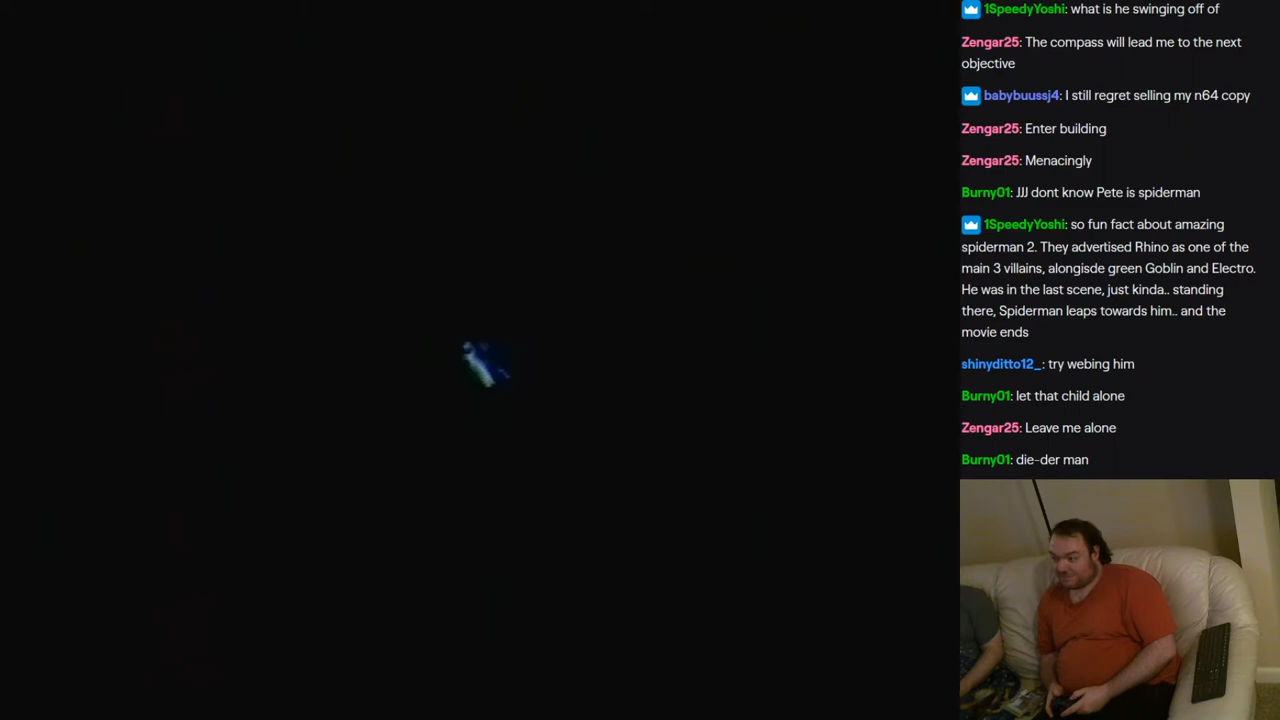 1SpeedyYoshi: what is he swinging off of
Zengar25: The compass will lead me to the next
objective
babybuussj4: I still regret selling my n64 copy
Zengar25: Enter building
Zengar25: Menacingly
Burny01: JJJ dont know Pete is spiderman
1SpeedyYoshi: so fun fact about amazing
spiderman 2. They advertised Rhino as one of the
main 3 villains, alongisde green Goblin and Electro.
He was in the last scene, just kinda.. standing
there, Spiderman leaps towards him.. and the
movie ends
shinyditto12_: try webing him
Burny01: let that child alone
Zengar25: Leave me alone
Burny01: die-der man